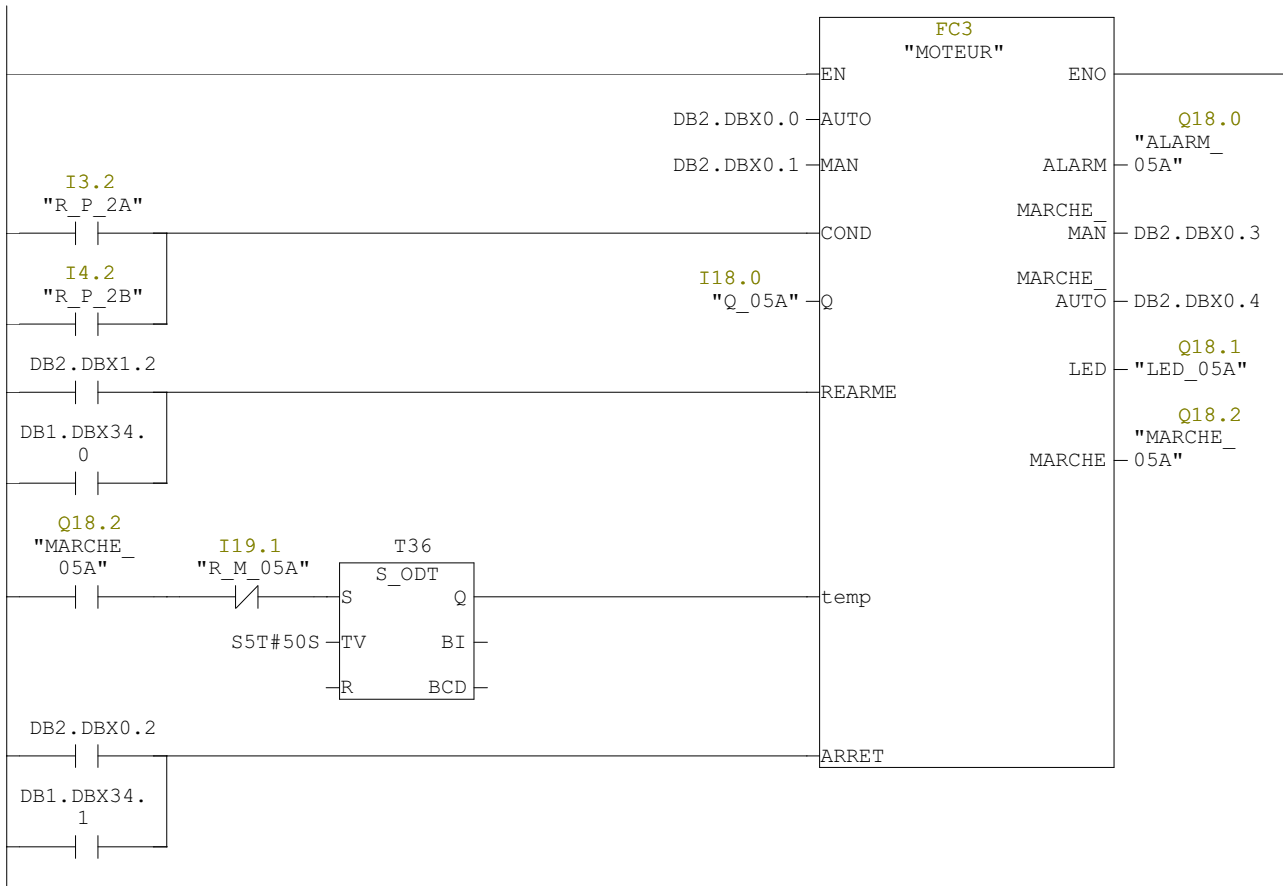 FC3
"MOTEUR"
EN
ENO
DB2.DBX0.0
AUTO
Q18.0
"ALARM_
05A"
DB2.DBX0.1
MAN
ALARM
I3.2
"R_P_2A"
COND
MARCHE_
MAN
DB2.DBX0.3
I4.2
"R_P_2B"
I18.0
"Q_05A"
Q
MARCHE_
AUTO
DB2.DBX0.4
DB2.DBX1.2
REARME
LED
Q18.1
"LED_05A"
DB1.DBX34.
0
MARCHE
Q18.2
"MARCHE_
05A"
Q18.2
"MARCHE_
05A"
I19.1
"R_M_05A"
T36
S_ODT
S
Q
temp
S5T#50S
TV
BI
R
BCD
DB2.DBX0.2
ARRET
DB1.DBX34.
1